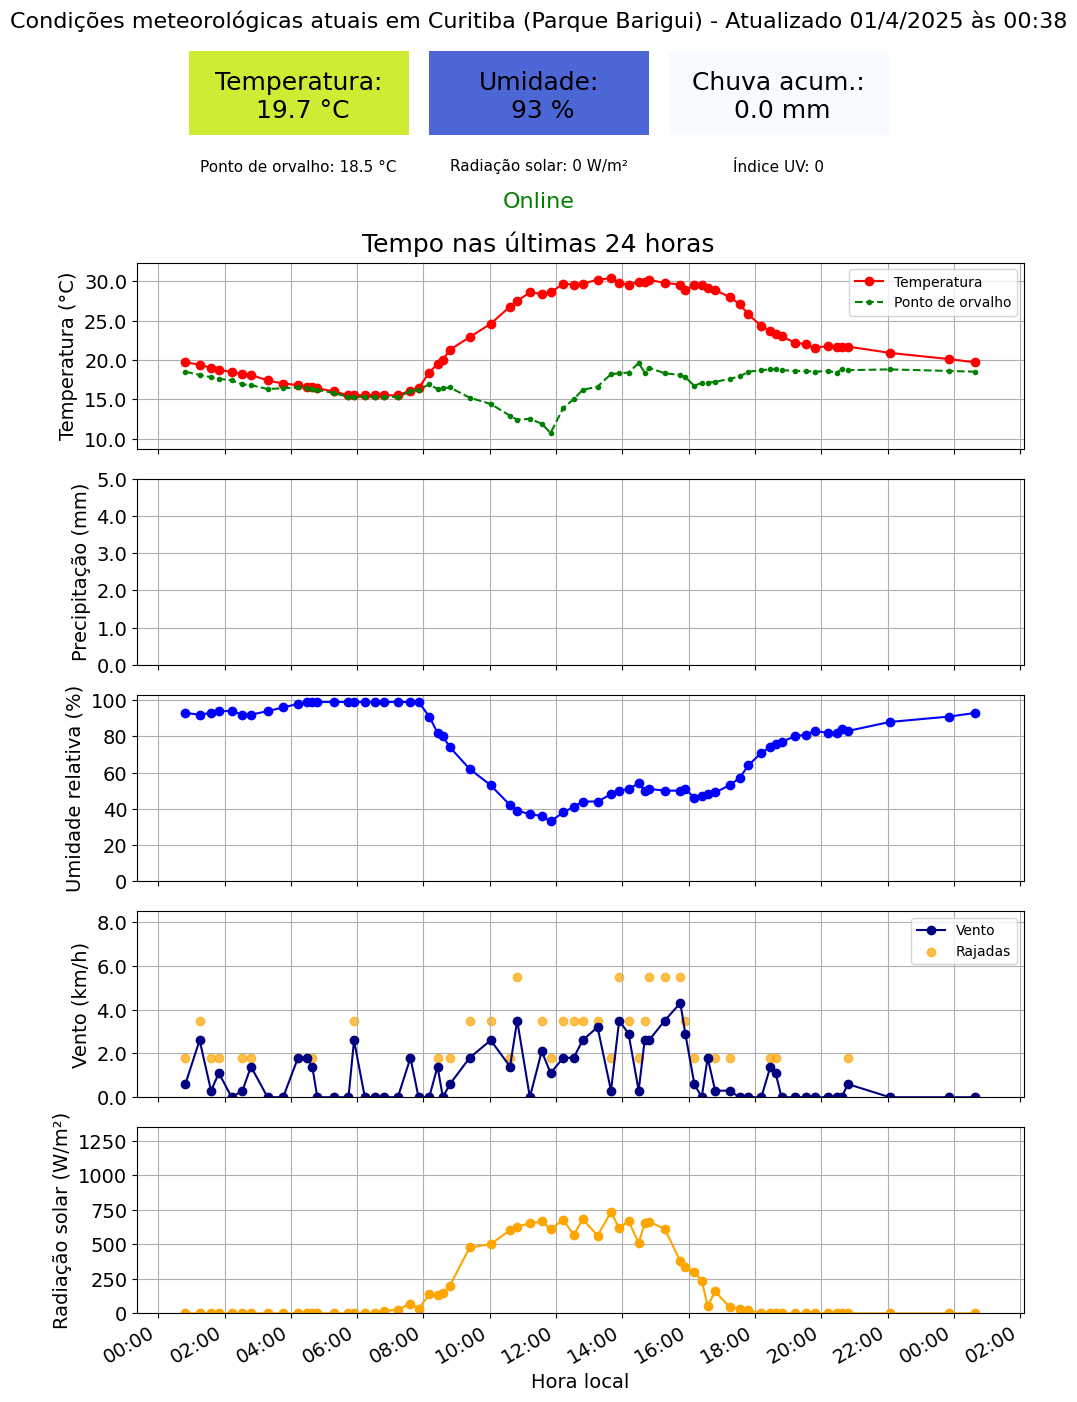 Condições meteorológicas atuais em Curitiba (Parque Barigui) - Atualizado 01/4/2025 às 00:38
Temperatura:
19.7 °C
Umidade:
93 %
Chuva acum.:
0.0 mm
Ponto de orvalho: 18.5 °C
Radiação solar: 0 W/m²
Índice UV: 0
Online
Tempo nas últimas 24 horas
Temperatura (°C)
30.0
25.0
20.0
15.0
10.0
Temperatura
Ponto de orvalho
Precipitação (mm)
5.0
4.0
3.0
2.0
1.0
0.0
Umidade relativa (%)
100
80
60
40
20
0
Vento (km/h)
8.0
6.0
4.0
2.0
0.0
Vento
Rajadas
Radiação solar (W/m²)
1250
1000
750
500
250
0
00:00 02:00 04:00 06:00 08:00 10:00 12:00 14:00 16:00 18:00 20:00 22:00 00:00 02:00
Hora local